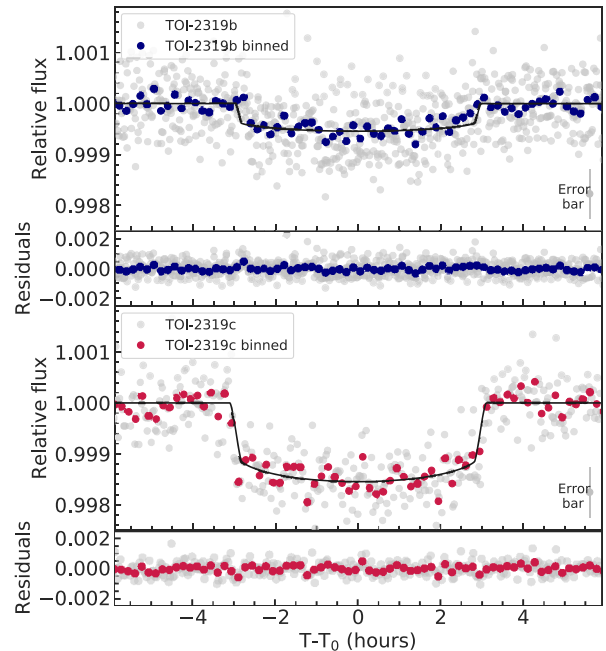 TOI-2319b
TOI-2319b binned
1.001
1.000
0.999
0.998
Relative flux
Error
bar
0.002
0.000
−0.002
Residuals
TOI-2319c
TOI-2319c binned
1.001
1.000
0.999
0.998
Relative flux
Error
bar
0.002
0.000
−0.002
Residuals
−4 −2 0 2 4
T-T0 (hours)